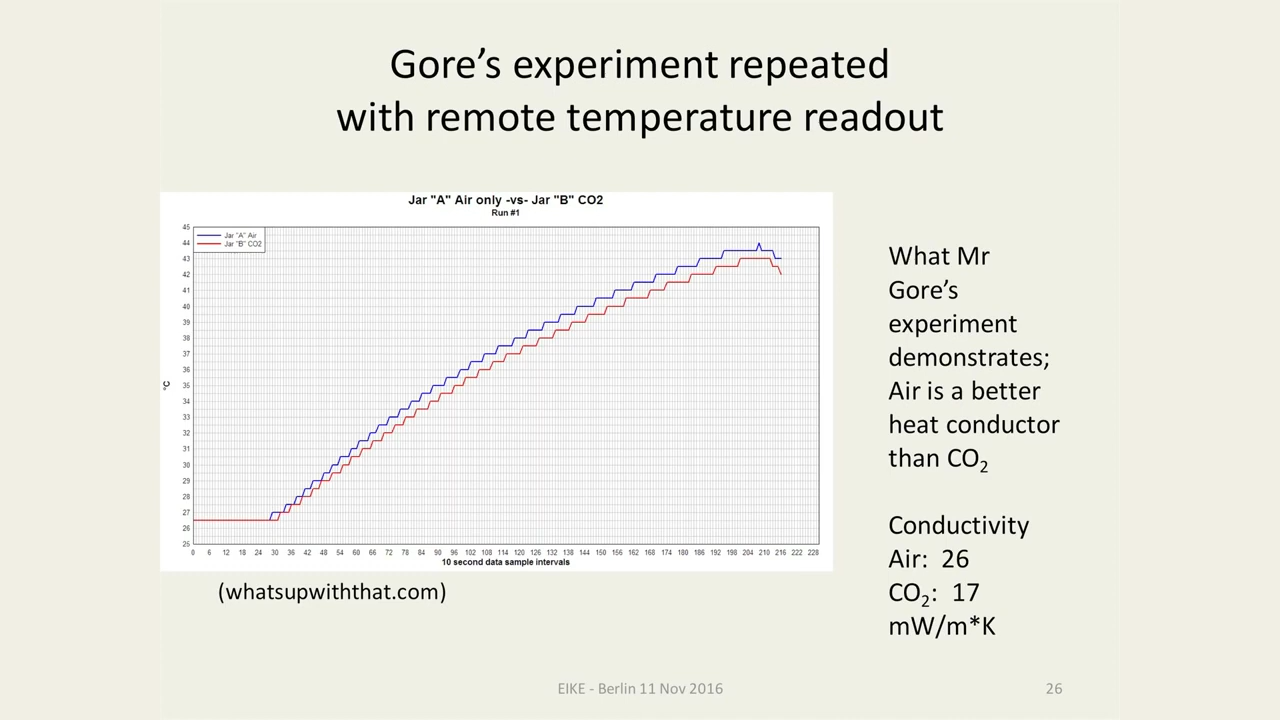 Gore's experiment repeated
with remote temperature readout
Jar "A" Air only -vs- Jar "B" CO2
Run #1
Jar "A" Air
Jar "B" CO2
45
44
43
42
41
40
39
38
37
36
35
34
33
32
31
30
29
28
27
26
25
°C
0 6 12 18 24 30 36 42 48 54 60 66 72 78 84 90 96 102 108 114 120 126 132 138 144 150 156 162 168 174 180 186 192 198 204 210 216 222 228
10 second data sample intervals
(whatsupwiththat.com)
What Mr
Gore's
experiment
demonstrates;
Air is a better
heat conductor
than CO₂
Conductivity
Air: 26
CO₂: 17
mW/m*K
EIKE - Berlin 11 Nov 2016
26